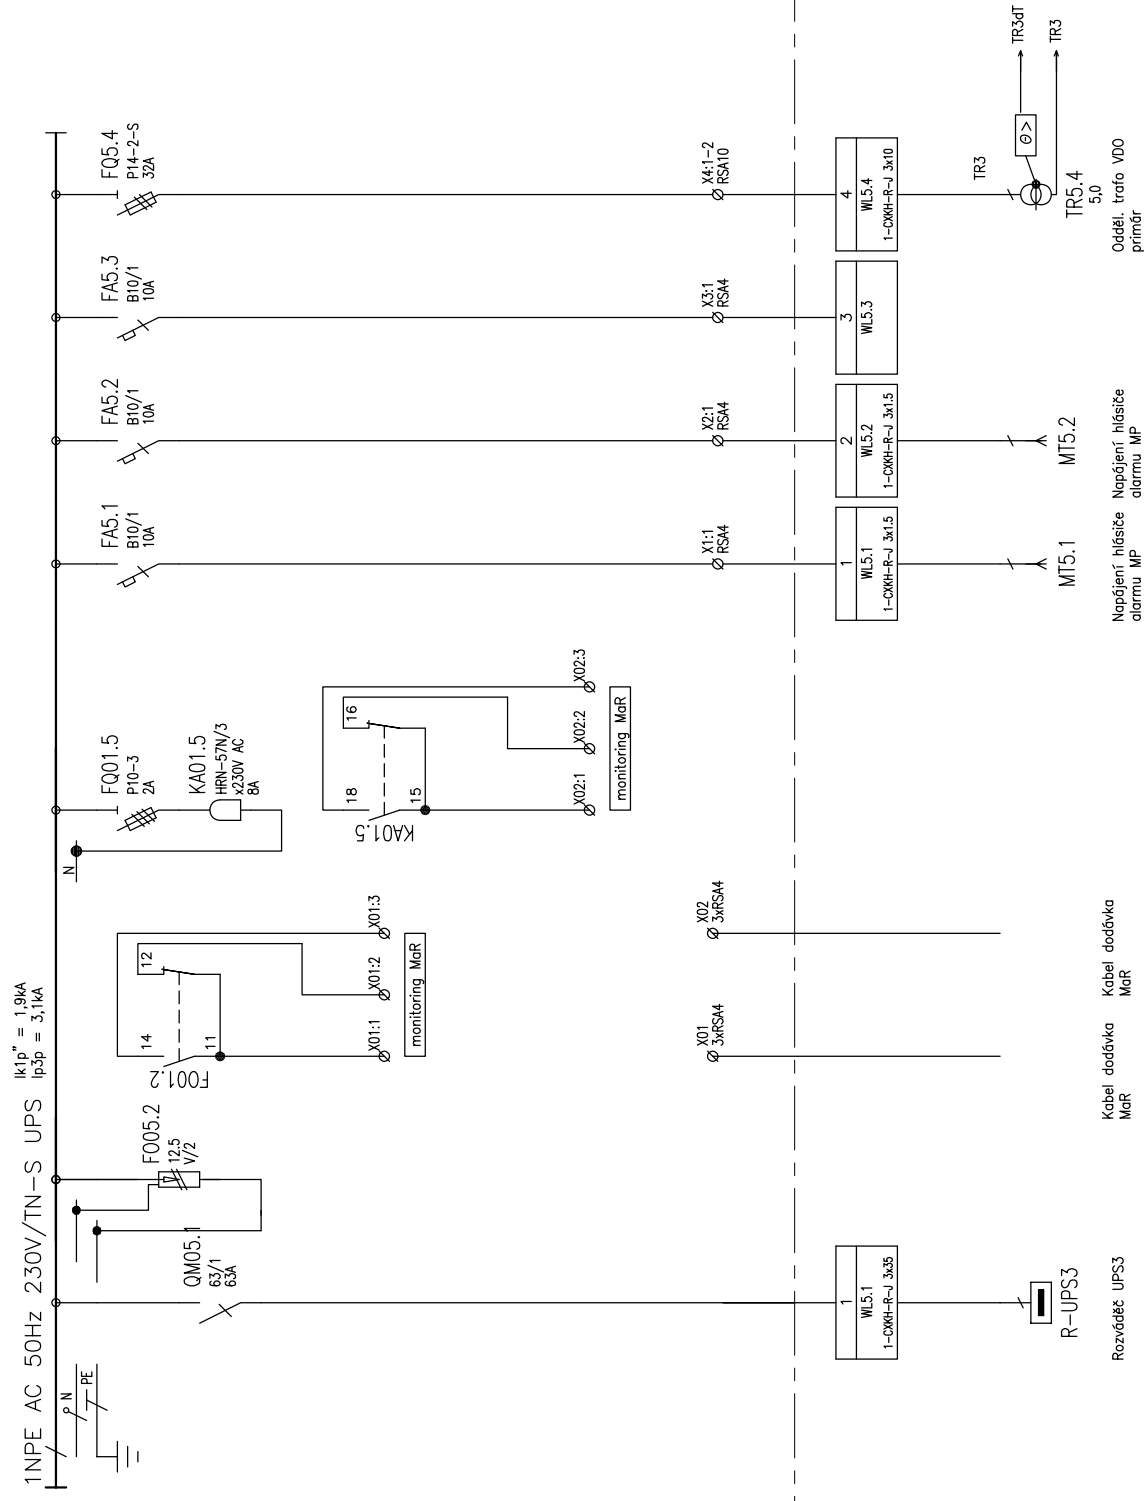 1NPE AC 50Hz 230V/TN-S UPS
Ik1p" = 1,9kA
Ip3p = 3,1kA
N
PE
QM05.1
63/1
63A
FO05.2
12.5
V/2
FO01.2
14
11
12
X01:1
X01:2
X01:3
monitoring MaR
N
FQ01.5
P10-3
2A
KA01.5
HRN-57N/3
x230V AC
8A
KA01.5
18
15
16
X02:1
X02:2
X02:3
monitoring MaR
FA5.1
B10/1
10A
FA5.2
B10/1
10A
FA5.3
B10/1
10A
FQ5.4
P14-2-S
32A
X01
3xRSA4
X02
3xRSA4
X1:1
RSA4
X2:1
RSA4
X3:1
RSA4
X4:1-2
RSA10
1
WL5.1
1-CXKH-R-J 3x35
1
WL5.1
1-CXKH-R-J 3x1.5
2
WL5.2
1-CXKH-R-J 3x1.5
3
WL5.3
4
WL5.4
1-CXKH-R-J 3x10
TR3
Θ>
TR3dT
TR3
R-UPS3
MT5.1
MT5.2
TR5.4
5,0
Rozváděč UPS3
Kabel dodávka
MaR
Kabel dodávka
MaR
Napájení hlásiče
alarmu MP
Napájení hlásiče
alarmu MP
Odděl. trafo VDO
primár